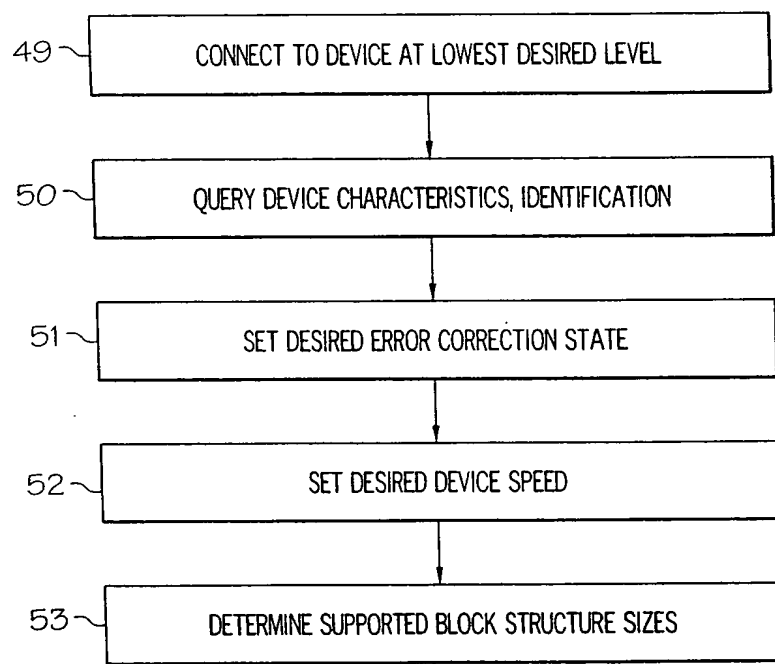 49 CONNECT TO DEVICE AT LOWEST DESIRED LEVEL
50 QUERY DEVICE CHARACTERISTICS, IDENTIFICATION
51 SET DESIRED ERROR CORRECTION STATE
52 SET DESIRED DEVICE SPEED
53 DETERMINE SUPPORTED BLOCK STRUCTURE SIZES